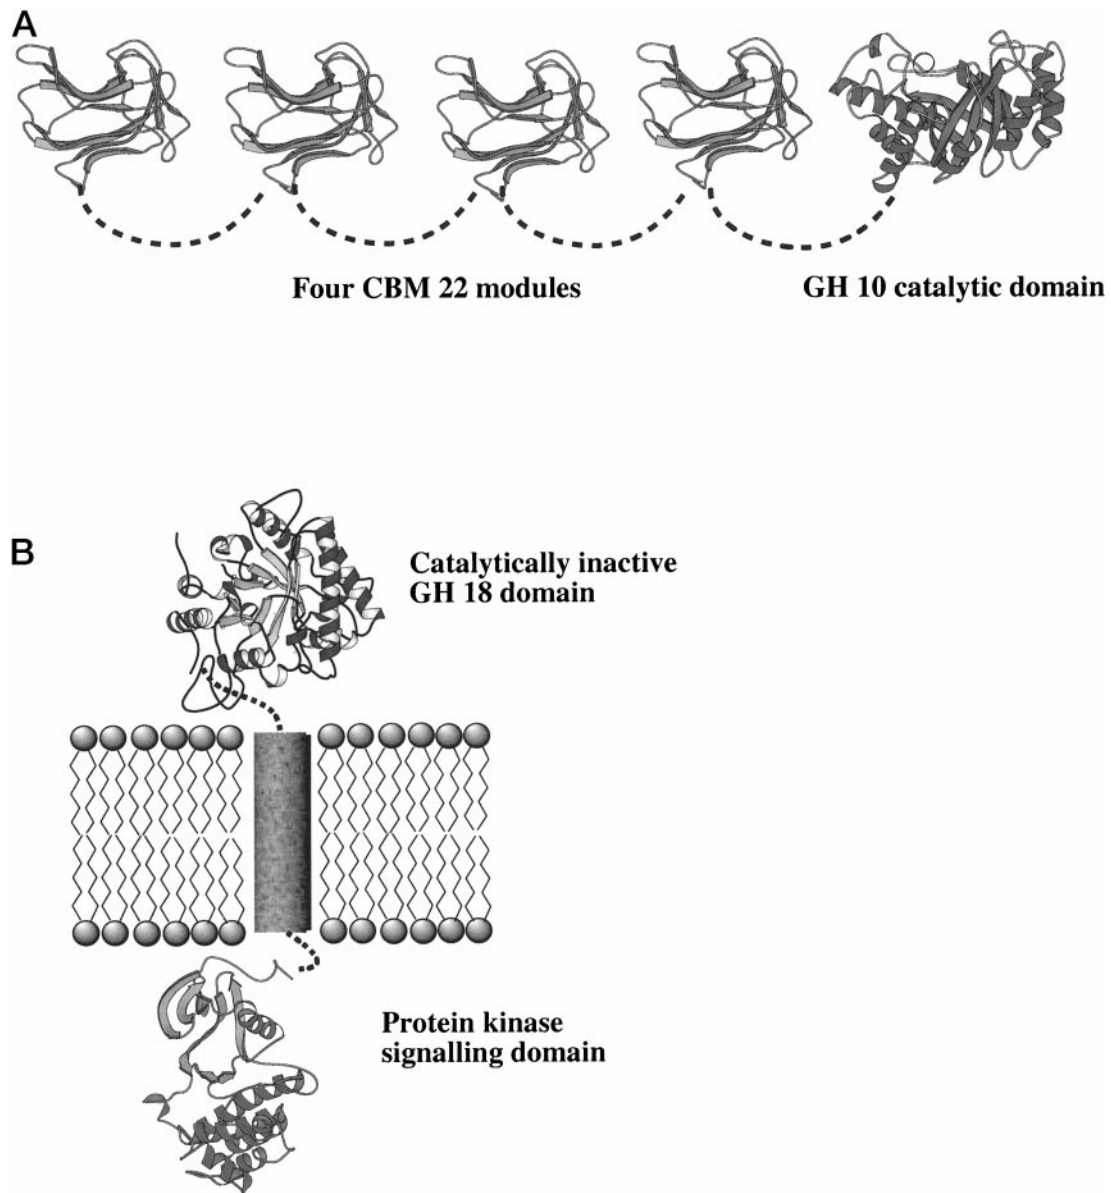 A
Four CBM 22 modules
GH 10 catalytic domain
B
Catalytically inactive
GH 18 domain
Protein kinase
signalling domain